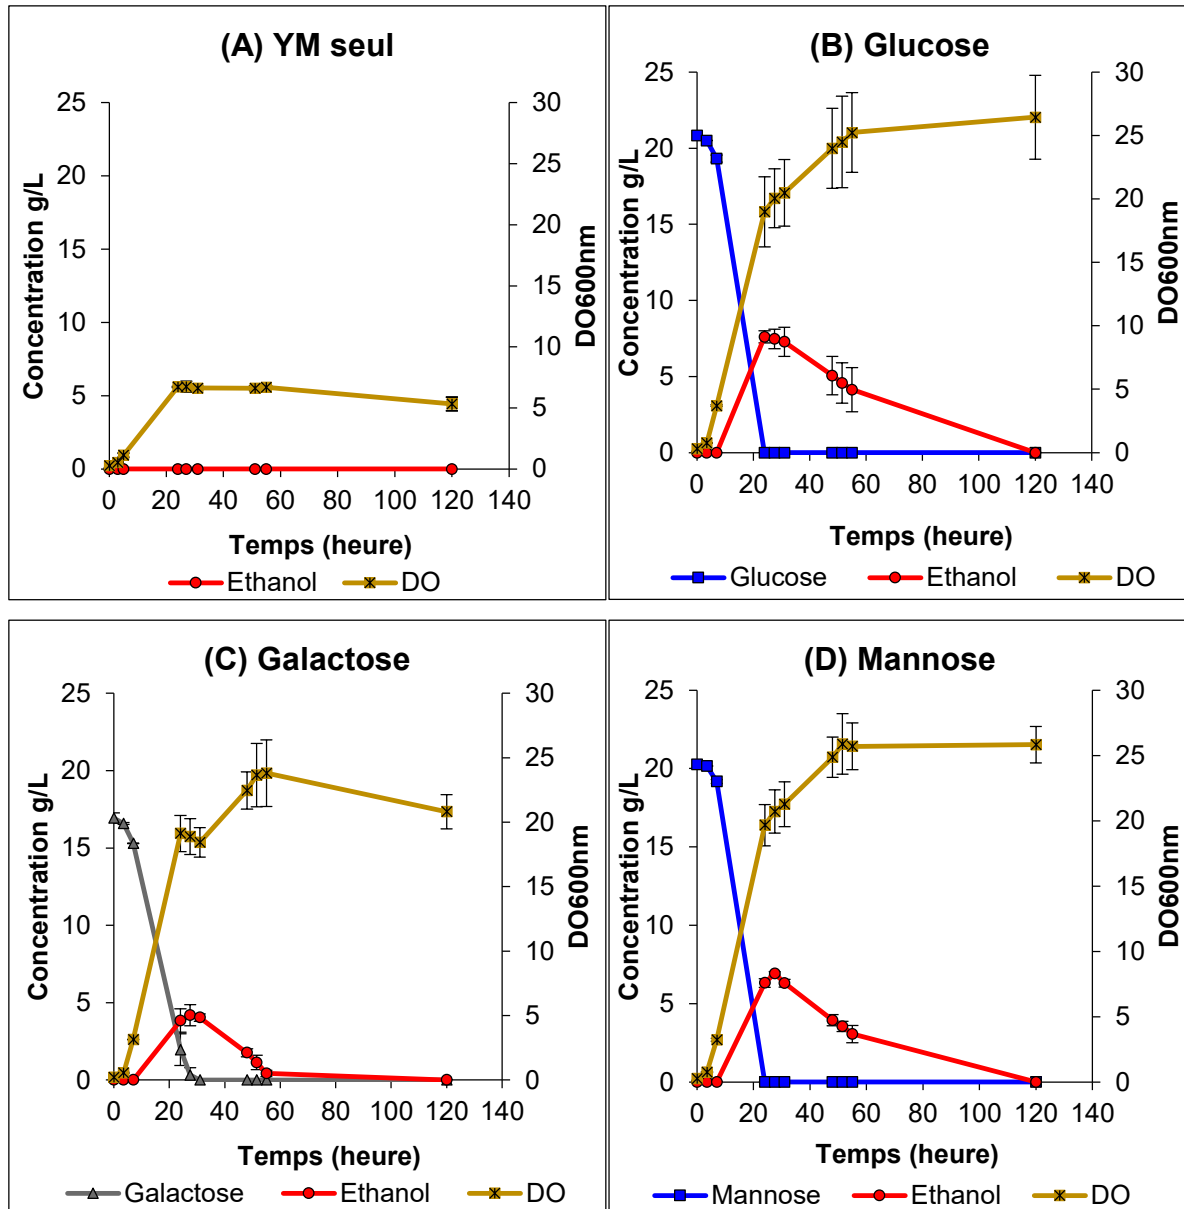 (A) YM seul
25
20
15
10
5
0
30
25
20
15
10
5
0
0 20 40 60 80 100 120 140
Concentration g/L
DO600nm
Temps (heure)
Ethanol DO
(B) Glucose
25
20
15
10
5
0
30
25
20
15
10
5
0
0 20 40 60 80 100 120 140
Concentration g/L
DO600nm
Temps (heure)
Glucose Ethanol DO
(C) Galactose
25
20
15
10
5
0
30
25
20
15
10
5
0
0 20 40 60 80 100 120 140
Concentration g/L
DO600nm
Temps (heure)
Galactose Ethanol DO
(D) Mannose
25
20
15
10
5
0
30
25
20
15
10
5
0
0 20 40 60 80 100 120 140
Concentration g/L
DO600nm
Temps (heure)
Mannose Ethanol DO